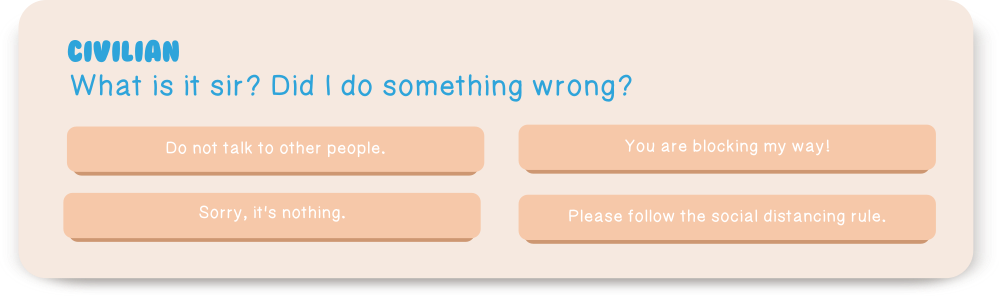 CIVILIAN
What is it sir? Did I do something wrong?
Do not talk to other people.
You are blocking my way!
Sorry, it's nothing.
Please follow the social distancing rule.